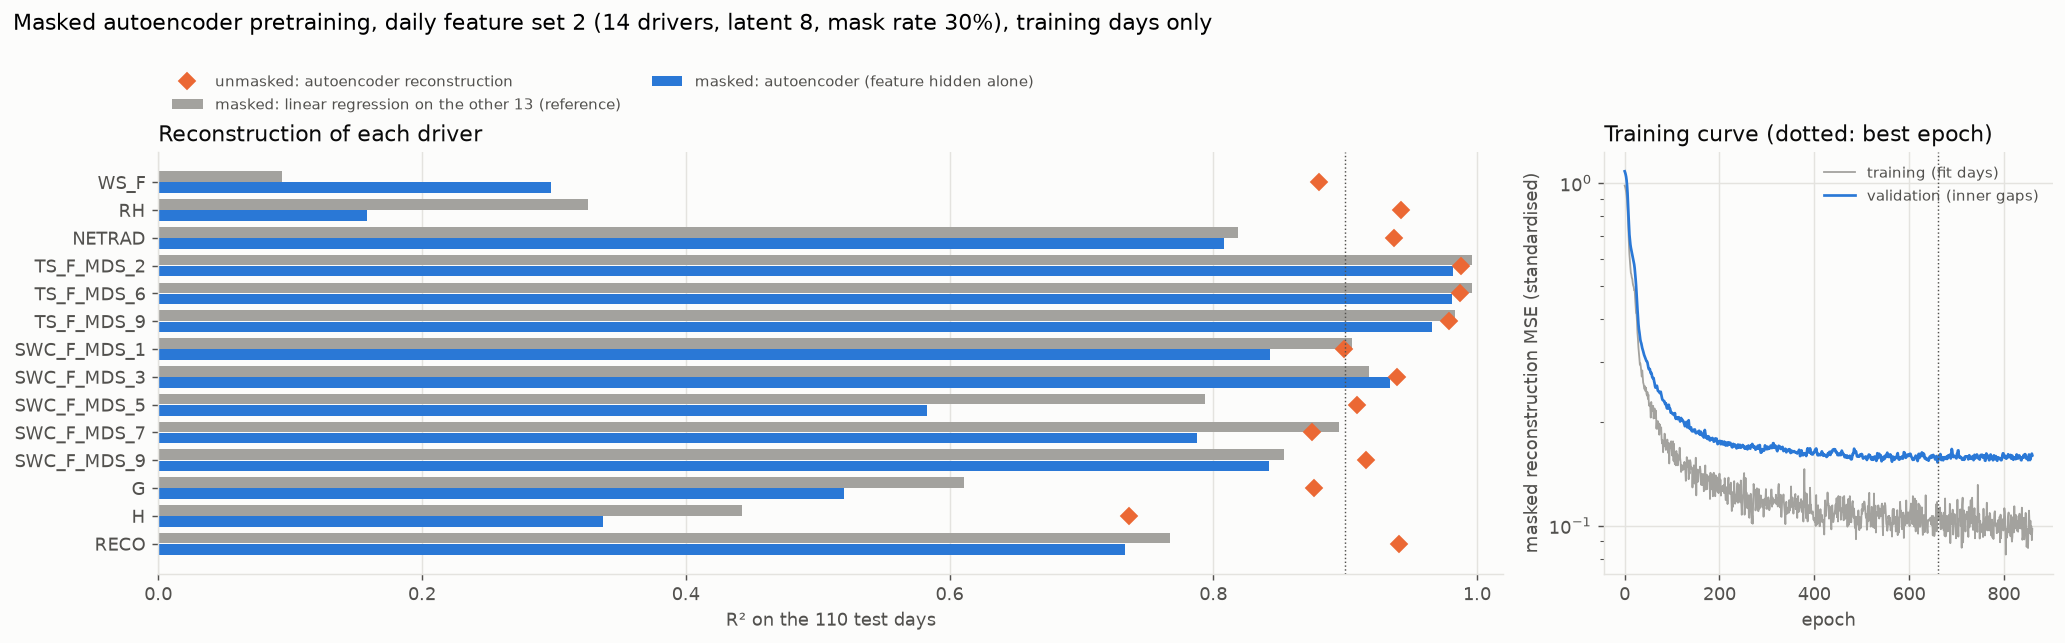 Masked autoencoder pretraining, daily feature set 2 (14 drivers, latent 8, mask rate 30%), training days only
unmasked: autoencoder reconstruction
masked: autoencoder (feature hidden alone)
masked: linear regression on the other 13 (reference)
Reconstruction of each driver
WS_F
RH
NETRAD
TS_F_MDS_2
TS_F_MDS_6
TS_F_MDS_9
SWC_F_MDS_1
SWC_F_MDS_3
SWC_F_MDS_5
SWC_F_MDS_7
SWC_F_MDS_9
G
H
RECO
0.0 0.2 0.4 0.6 0.8 1.0
R² on the 110 test days
Training curve (dotted: best epoch)
training (fit days)
validation (inner gaps)
masked reconstruction MSE (standardised)
10⁰
10⁻¹
0 200 400 600 800
epoch